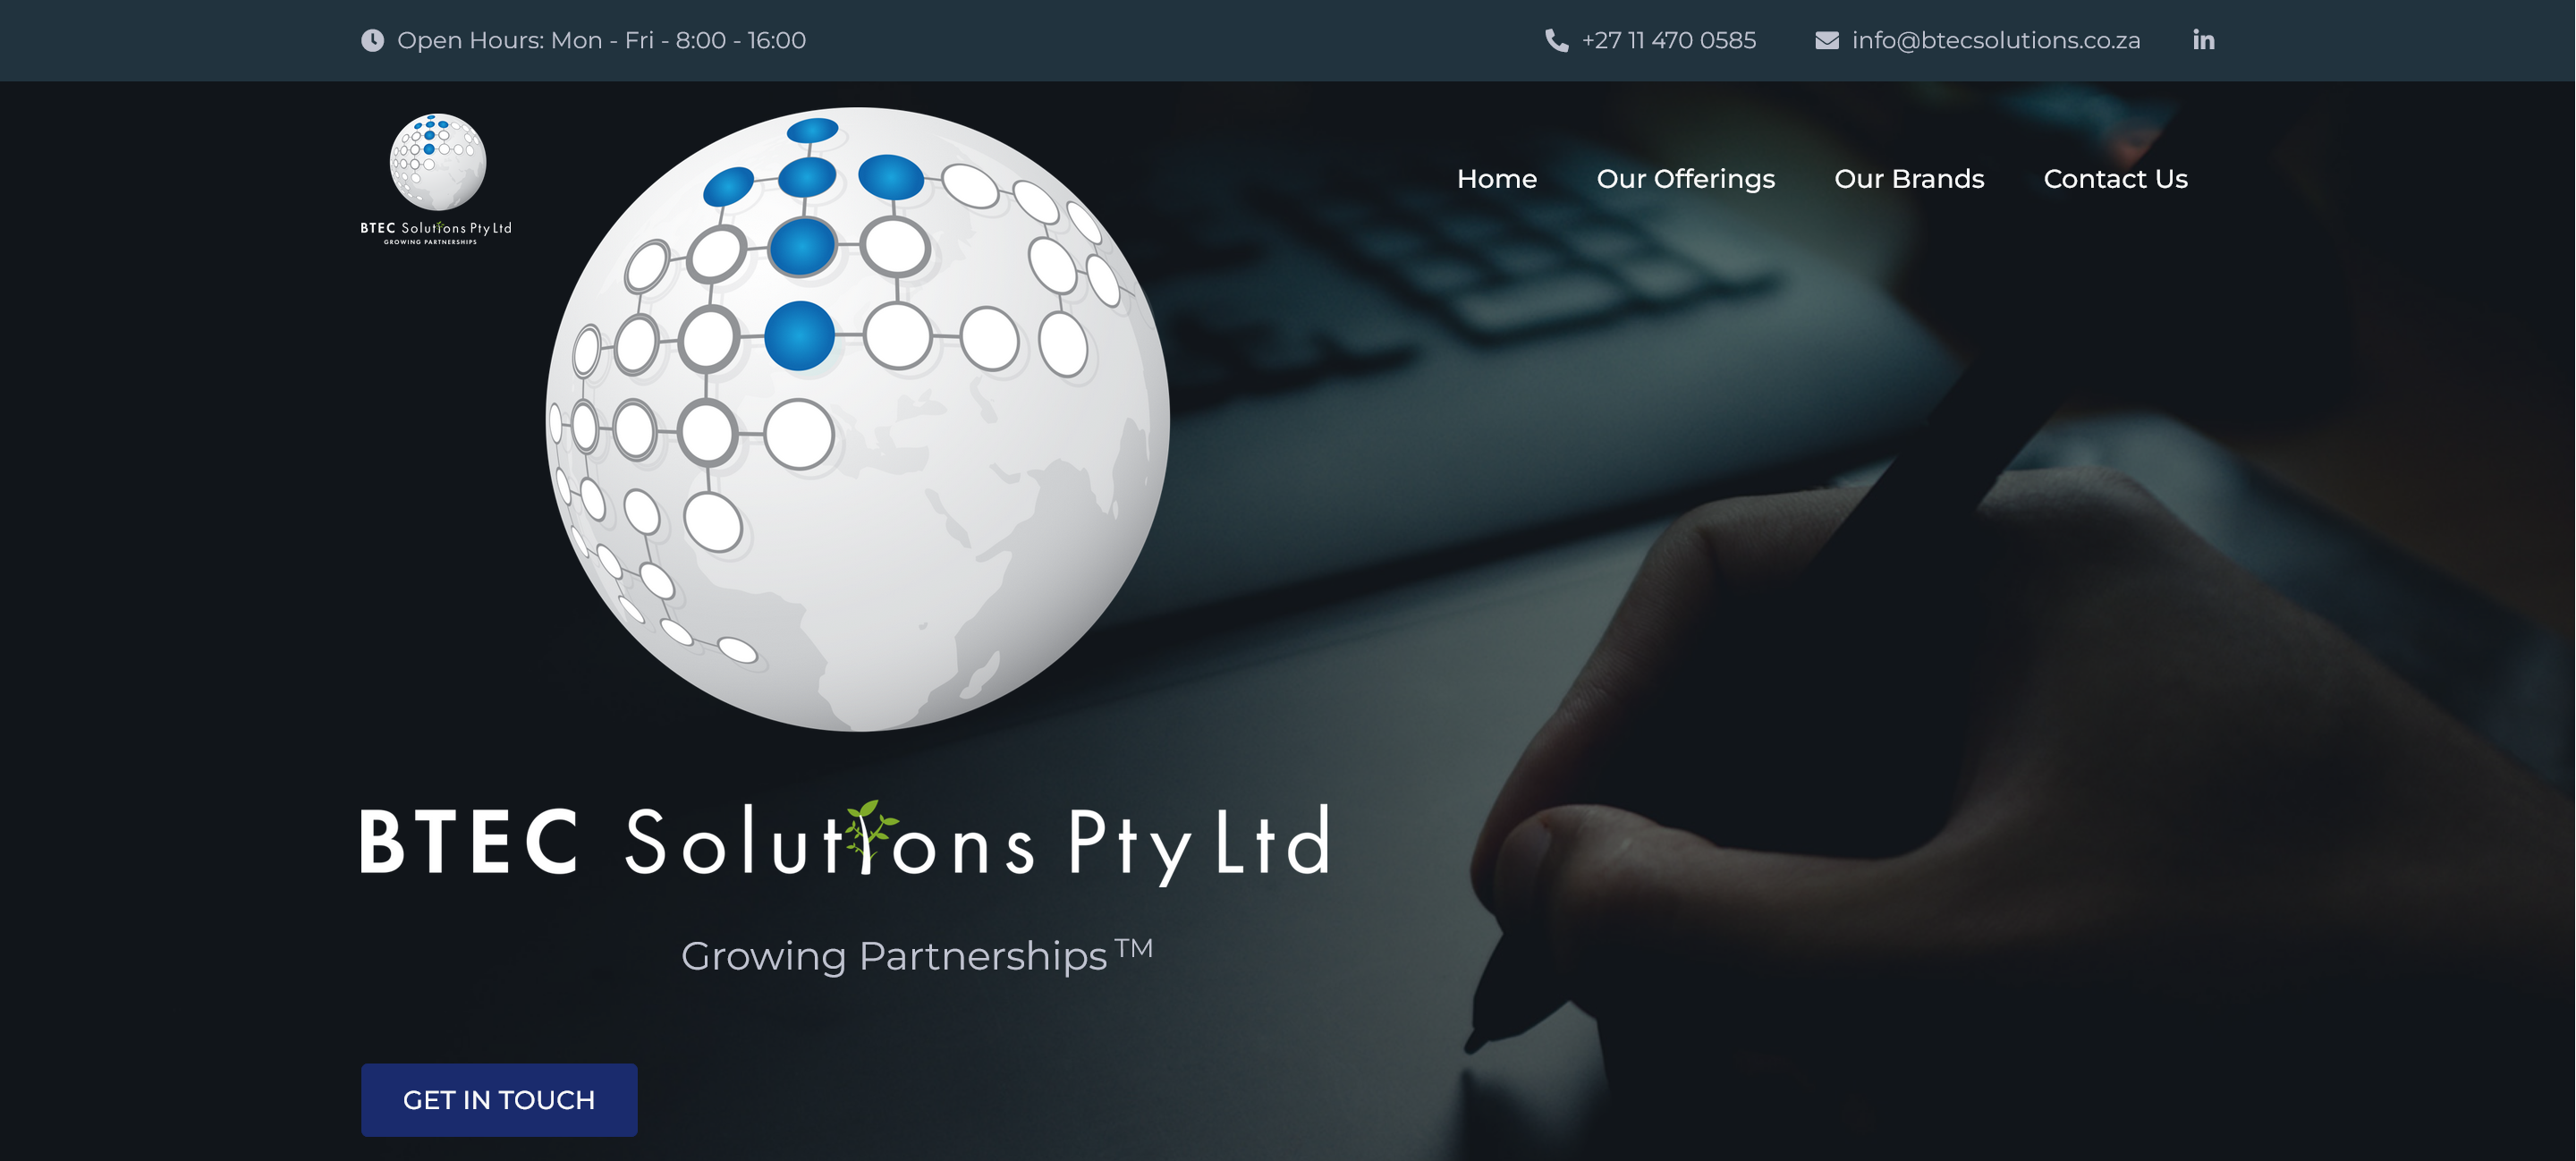 Open Hours: Mon - Fri - 8:00 - 16:00
+27 11 470 0585
info@btecsolutions.co.za
in
BTEC Solutions Pty Ltd
GROWING PARTNERSHIPS
Home
Our Offerings
Our Brands
Contact Us
BTEC Solutions Pty Ltd
Growing Partnerships™
GET IN TOUCH